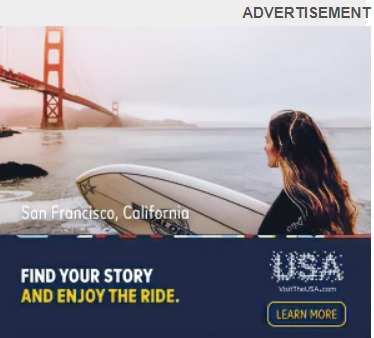 ADVERTISEMENT
San Francisco, California
FIND YOUR STORY
AND ENJOY THE RIDE.
USA
VisitTheUSA.com
LEARN MORE